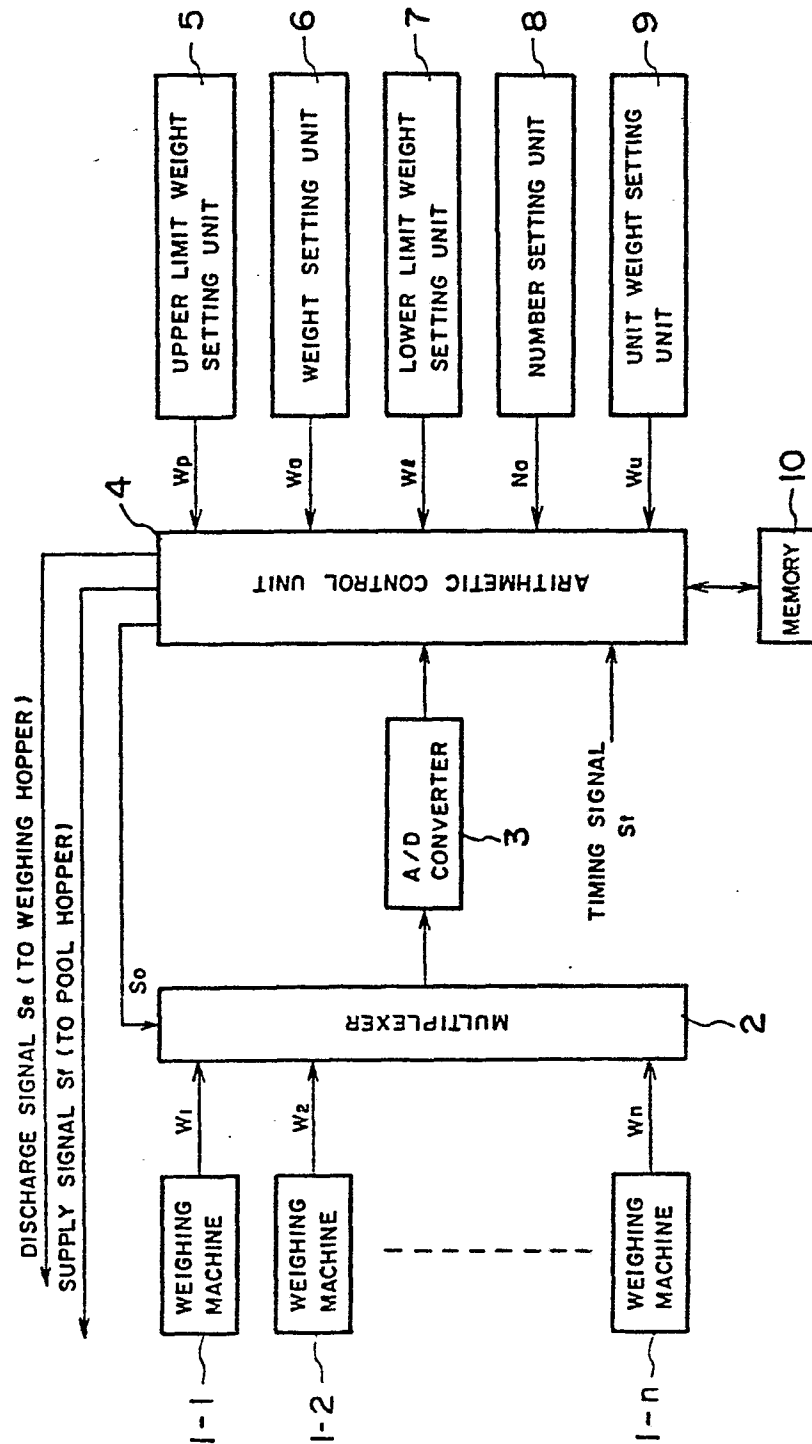 DISCHARGE SIGNAL Se (TO WEIGHING HOPPER)
SUPPLY SIGNAL Sf (TO POOL HOPPER)
So
1-1
WEIGHING
MACHINE
W1
1-2
WEIGHING
MACHINE
W2
1-n
WEIGHING
MACHINE
Wn
MULTIPLEXER
2
A/D
CONVERTER
3
TIMING SIGNAL
St
4
ARITHMETIC CONTROL
UNIT
MEMORY
10
Wp
UPPER LIMIT WEIGHT
SETTING UNIT
5
Wa
WEIGHT SETTING UNIT
6
Wℓ
LOWER LIMIT WEIGHT
SETTING UNIT
7
Na
NUMBER SETTING UNIT
8
Wu
UNIT WEIGHT SETTING
UNIT
9